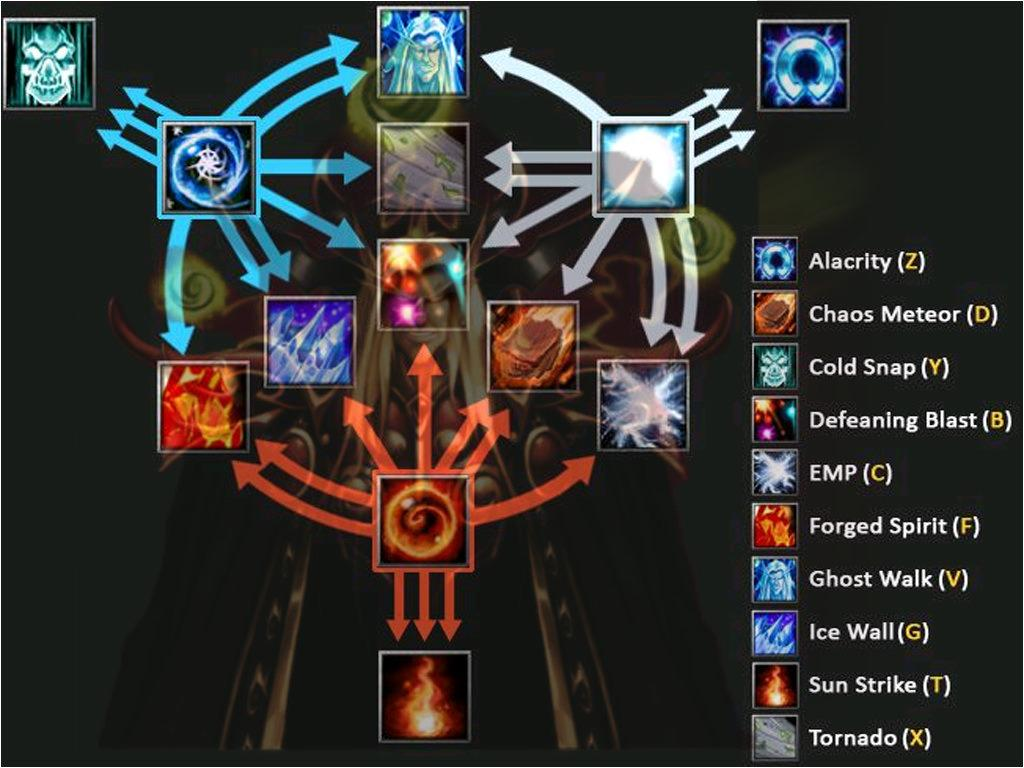 Alacrity (Z)
Chaos Meteor (D)
Cold Snap (Y)
Defeaning Blast (B)
EMP (C)
Forged Spirit (F)
Ghost Walk (V)
Ice Wall(G)
Sun Strike (T)
Tornado (X)